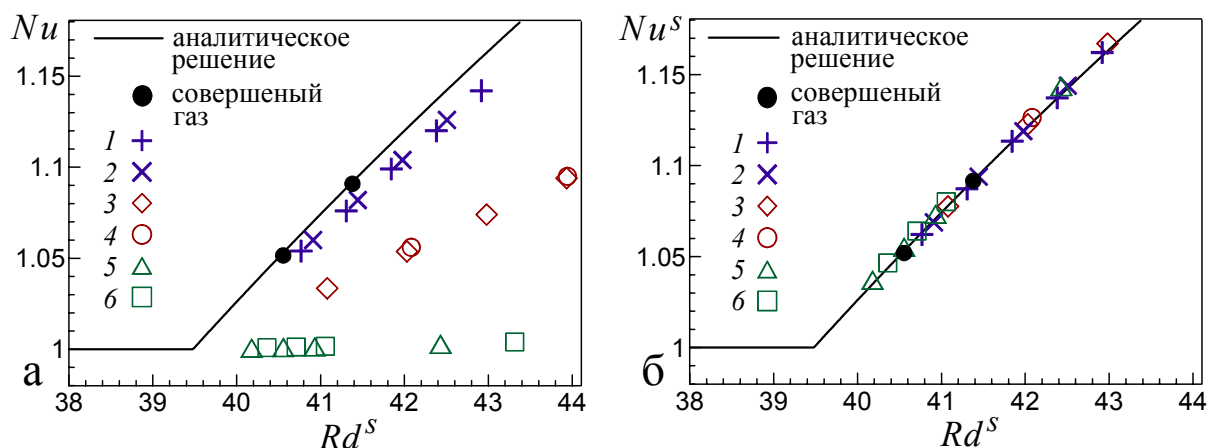 Nu
1.15
1.10
1.05
1
аналитическое
решение
совершеный
газ
1
2
3
4
5
6
а
38 39 40 41 42 43 44
Rd^s
Nu^s
1.15
1.10
1.05
1
аналитическое
решение
совершеный
газ
1
2
3
4
5
6
б
38 39 40 41 42 43 44
Rd^s